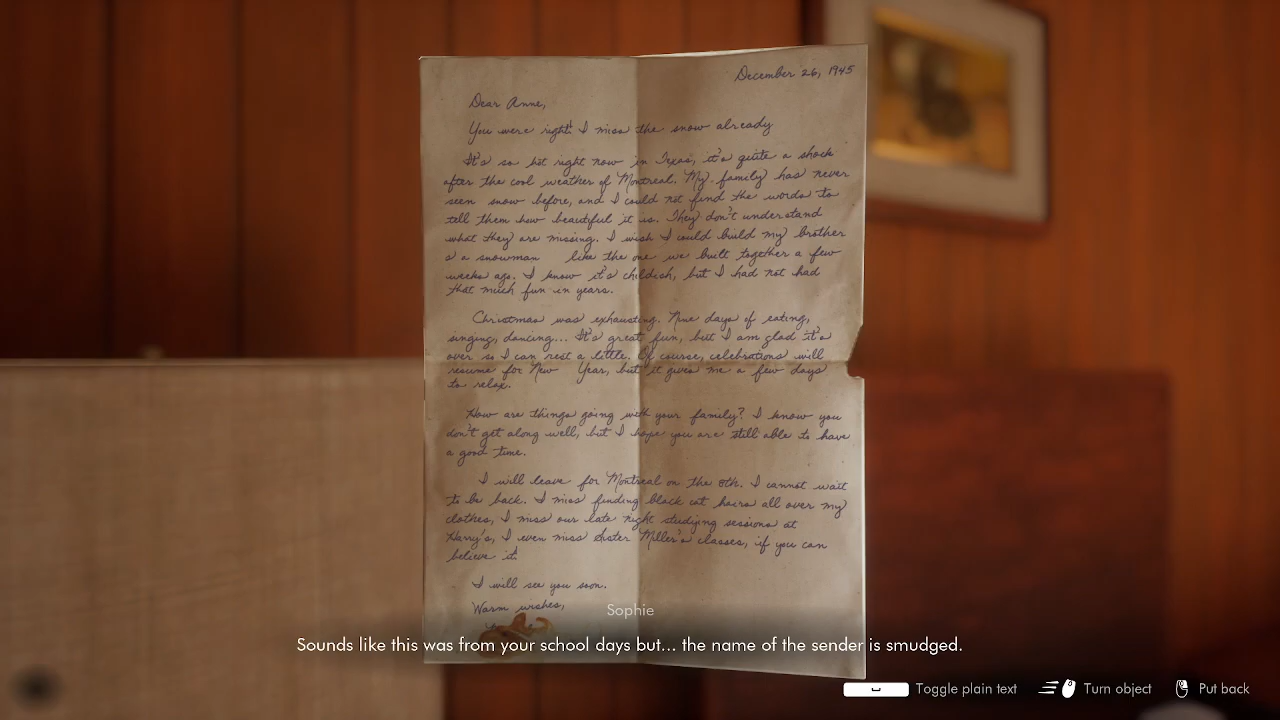 December 26, 1945
Dear Anne,
You were right! I miss the snow already
It's so hot right now in Texas, it's quite a shock
after the cool weather of Montreal. My family has never
seen snow before, and I could not find the words to
tell them how beautiful it is. They don't understand
what they are missing. I wish I could build my brother
s a snowman like the one we built together a few
weeks ago. I know it's childish, but I had not had
that much fun in years.
Christmas was exhausting. Nine days of eating,
singing, dancing... It's great fun, but I am glad it's
over so I can rest a little. Of course, celebrations will
resume for New Year, but it gives me a few days
to relax.
How are things going with your family? I know you
don't get along well, but I hope you are still able to have
a good time.
I will leave for Montreal on the 8th. I cannot wait
to be back. I miss finding black cat hairs all over my
clothes, I miss our late night studying sessions at
Harry's, I even miss Sister Miller's classes, if you can
believe it!
I will see you soon.
Warm wishes,
Sophie
Sounds like this was from your school days but... the name of the sender is smudged.
Toggle plain text
Turn object
Put back